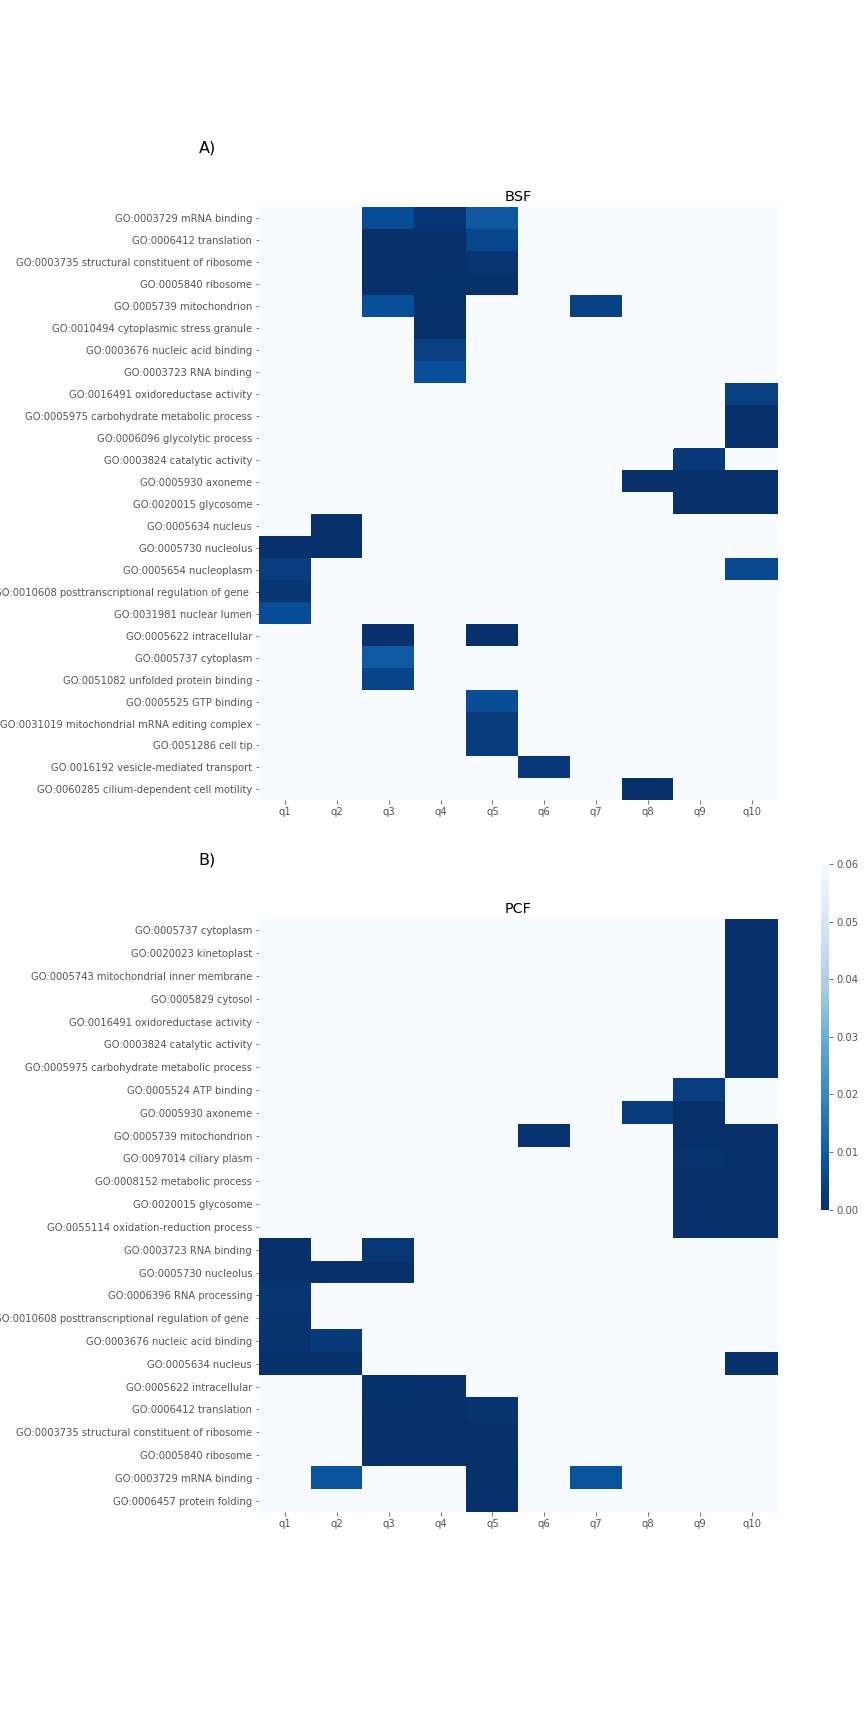 A)
BSF
GO:0003729 mRNA binding
GO:0006412 translation
GO:0003735 structural constituent of ribosome
GO:0005840 ribosome
GO:0005739 mitochondrion
GO:0010494 cytoplasmic stress granule
GO:0003676 nucleic acid binding
GO:0003723 RNA binding
GO:0016491 oxidoreductase activity
GO:0005975 carbohydrate metabolic process
GO:0006096 glycolytic process
GO:0003824 catalytic activity
GO:0005930 axoneme
GO:0020015 glycosome
GO:0005634 nucleus
GO:0005730 nucleolus
GO:0005654 nucleoplasm
GO:0010608 posttranscriptional regulation of gene
GO:0031981 nuclear lumen
GO:0005622 intracellular
GO:0005737 cytoplasm
GO:0051082 unfolded protein binding
GO:0005525 GTP binding
GO:0031019 mitochondrial mRNA editing complex
GO:0051286 cell tip
GO:0016192 vesicle-mediated transport
GO:0060285 cilium-dependent cell motility
q1 q2 q3 q4 q5 q6 q7 q8 q9 q10
B)
PCF
GO:0005737 cytoplasm
GO:0020023 kinetoplast
GO:0005743 mitochondrial inner membrane
GO:0005829 cytosol
GO:0016491 oxidoreductase activity
GO:0003824 catalytic activity
GO:0005975 carbohydrate metabolic process
GO:0005524 ATP binding
GO:0005930 axoneme
GO:0005739 mitochondrion
GO:0097014 ciliary plasm
GO:0008152 metabolic process
GO:0020015 glycosome
GO:0055114 oxidation-reduction process
GO:0003723 RNA binding
GO:0005730 nucleolus
GO:0006396 RNA processing
GO:0010608 posttranscriptional regulation of gene
GO:0003676 nucleic acid binding
GO:0005634 nucleus
GO:0005622 intracellular
GO:0006412 translation
GO:0003735 structural constituent of ribosome
GO:0005840 ribosome
GO:0003729 mRNA binding
GO:0006457 protein folding
q1 q2 q3 q4 q5 q6 q7 q8 q9 q10
0.06
0.05
0.04
0.03
0.02
0.01
0.00